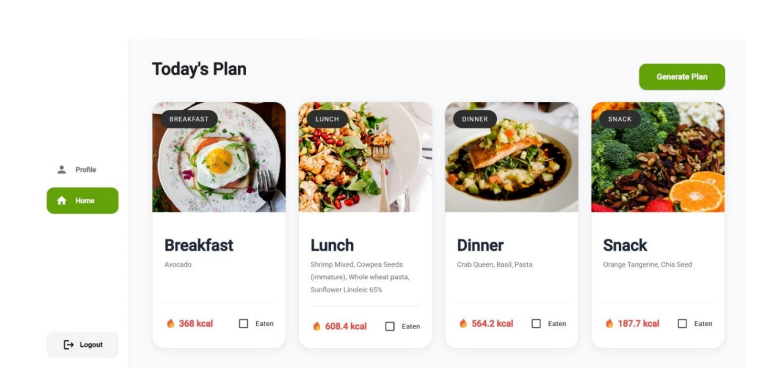 Today's Plan
Generate Plan
Profile
Home
Logout
BREAKFAST
Breakfast
Avocado
368 kcal
Eaten
LUNCH
Lunch
Shrimp Mixed, Cowpea Seeds
(immature), Whole wheat pasta,
Sunflower Linoleic 65%
608.4 kcal
Eaten
DINNER
Dinner
Crab Queen, Basil, Pasta
564.2 kcal
Eaten
SNACK
Snack
Orange Tangerine, Chia Seed
187.7 kcal
Eaten